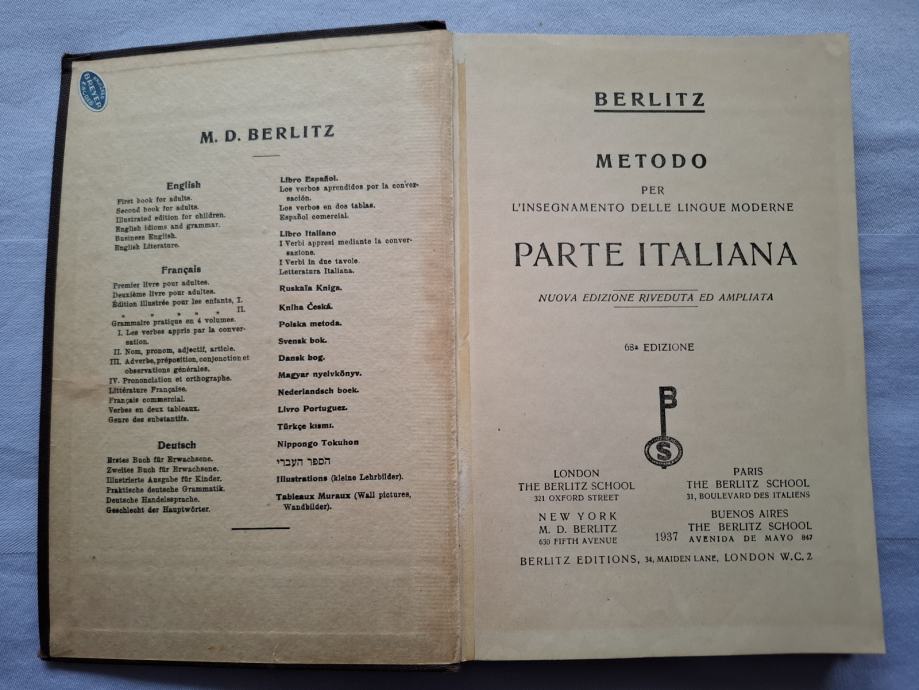 BREYER
M. D. BERLITZ
English
First book for adults.
Second book for adults.
Illustrated edition for children.
English idioms and grammar.
Business English.
English Literature.
Français
Premier livre pour adultes.
Deuxième livre pour adultes.
Édition illustrée pour les enfants, I.
" " " " " II.
Grammaire pratique en 4 volumes.
I. Les verbes appris par la conver-
sation.
II. Nom, pronom, adjectif, article.
III. Adverbe, préposition, conjonction et
observations générales.
IV. Prononciation et orthographe.
Littérature Française.
Français commercial.
Verbes en deux tableaux.
Genre des substantifs.
Deutsch
Erstes Buch für Erwachsene.
Zweites Buch für Erwachsene.
Illustrierte Ausgabe für Kinder.
Praktische deutsche Grammatik.
Deutsche Handelssprache.
Geschlecht der Hauptwörter.
Libro Español.
Los verbos aprendidos por la conver-
sación.
Los verbos en dos tablas.
Español comercial.
Libro Italiano
I Verbi appresi mediante la conver-
sazione.
I Verbi in due tavole.
Letteratura Italiana.
Ruskaïa Kniga.
Kniha Česká.
Polska metoda.
Svensk bok.
Dansk bog.
Magyar nyelvkönyv.
Nederlandsch boek.
Livro Portuguez.
Türkçe kısmı.
Nippongo Tokuhon
הספר העברי
Illustrations (kleine Lehrbilder).
Tableaux Muraux (Wall pictures,
Wandbilder).
BERLITZ
METODO
PER
L'INSEGNAMENTO DELLE LINGUE MODERNE
PARTE ITALIANA
NUOVA EDIZIONE RIVEDUTA ED AMPLIATA
68a EDIZIONE
B
S
LONDON
THE BERLITZ SCHOOL
321 OXFORD STREET
PARIS
THE BERLITZ SCHOOL
31, BOULEVARD DES ITALIENS
NEW YORK
M. D. BERLITZ
630 FIFTH AVENUE
1937
BUENOS AIRES
THE BERLITZ SCHOOL
AVENIDA DE MAYO 847
BERLITZ EDITIONS, 34, MAIDEN LANE, LONDON W.C. 2